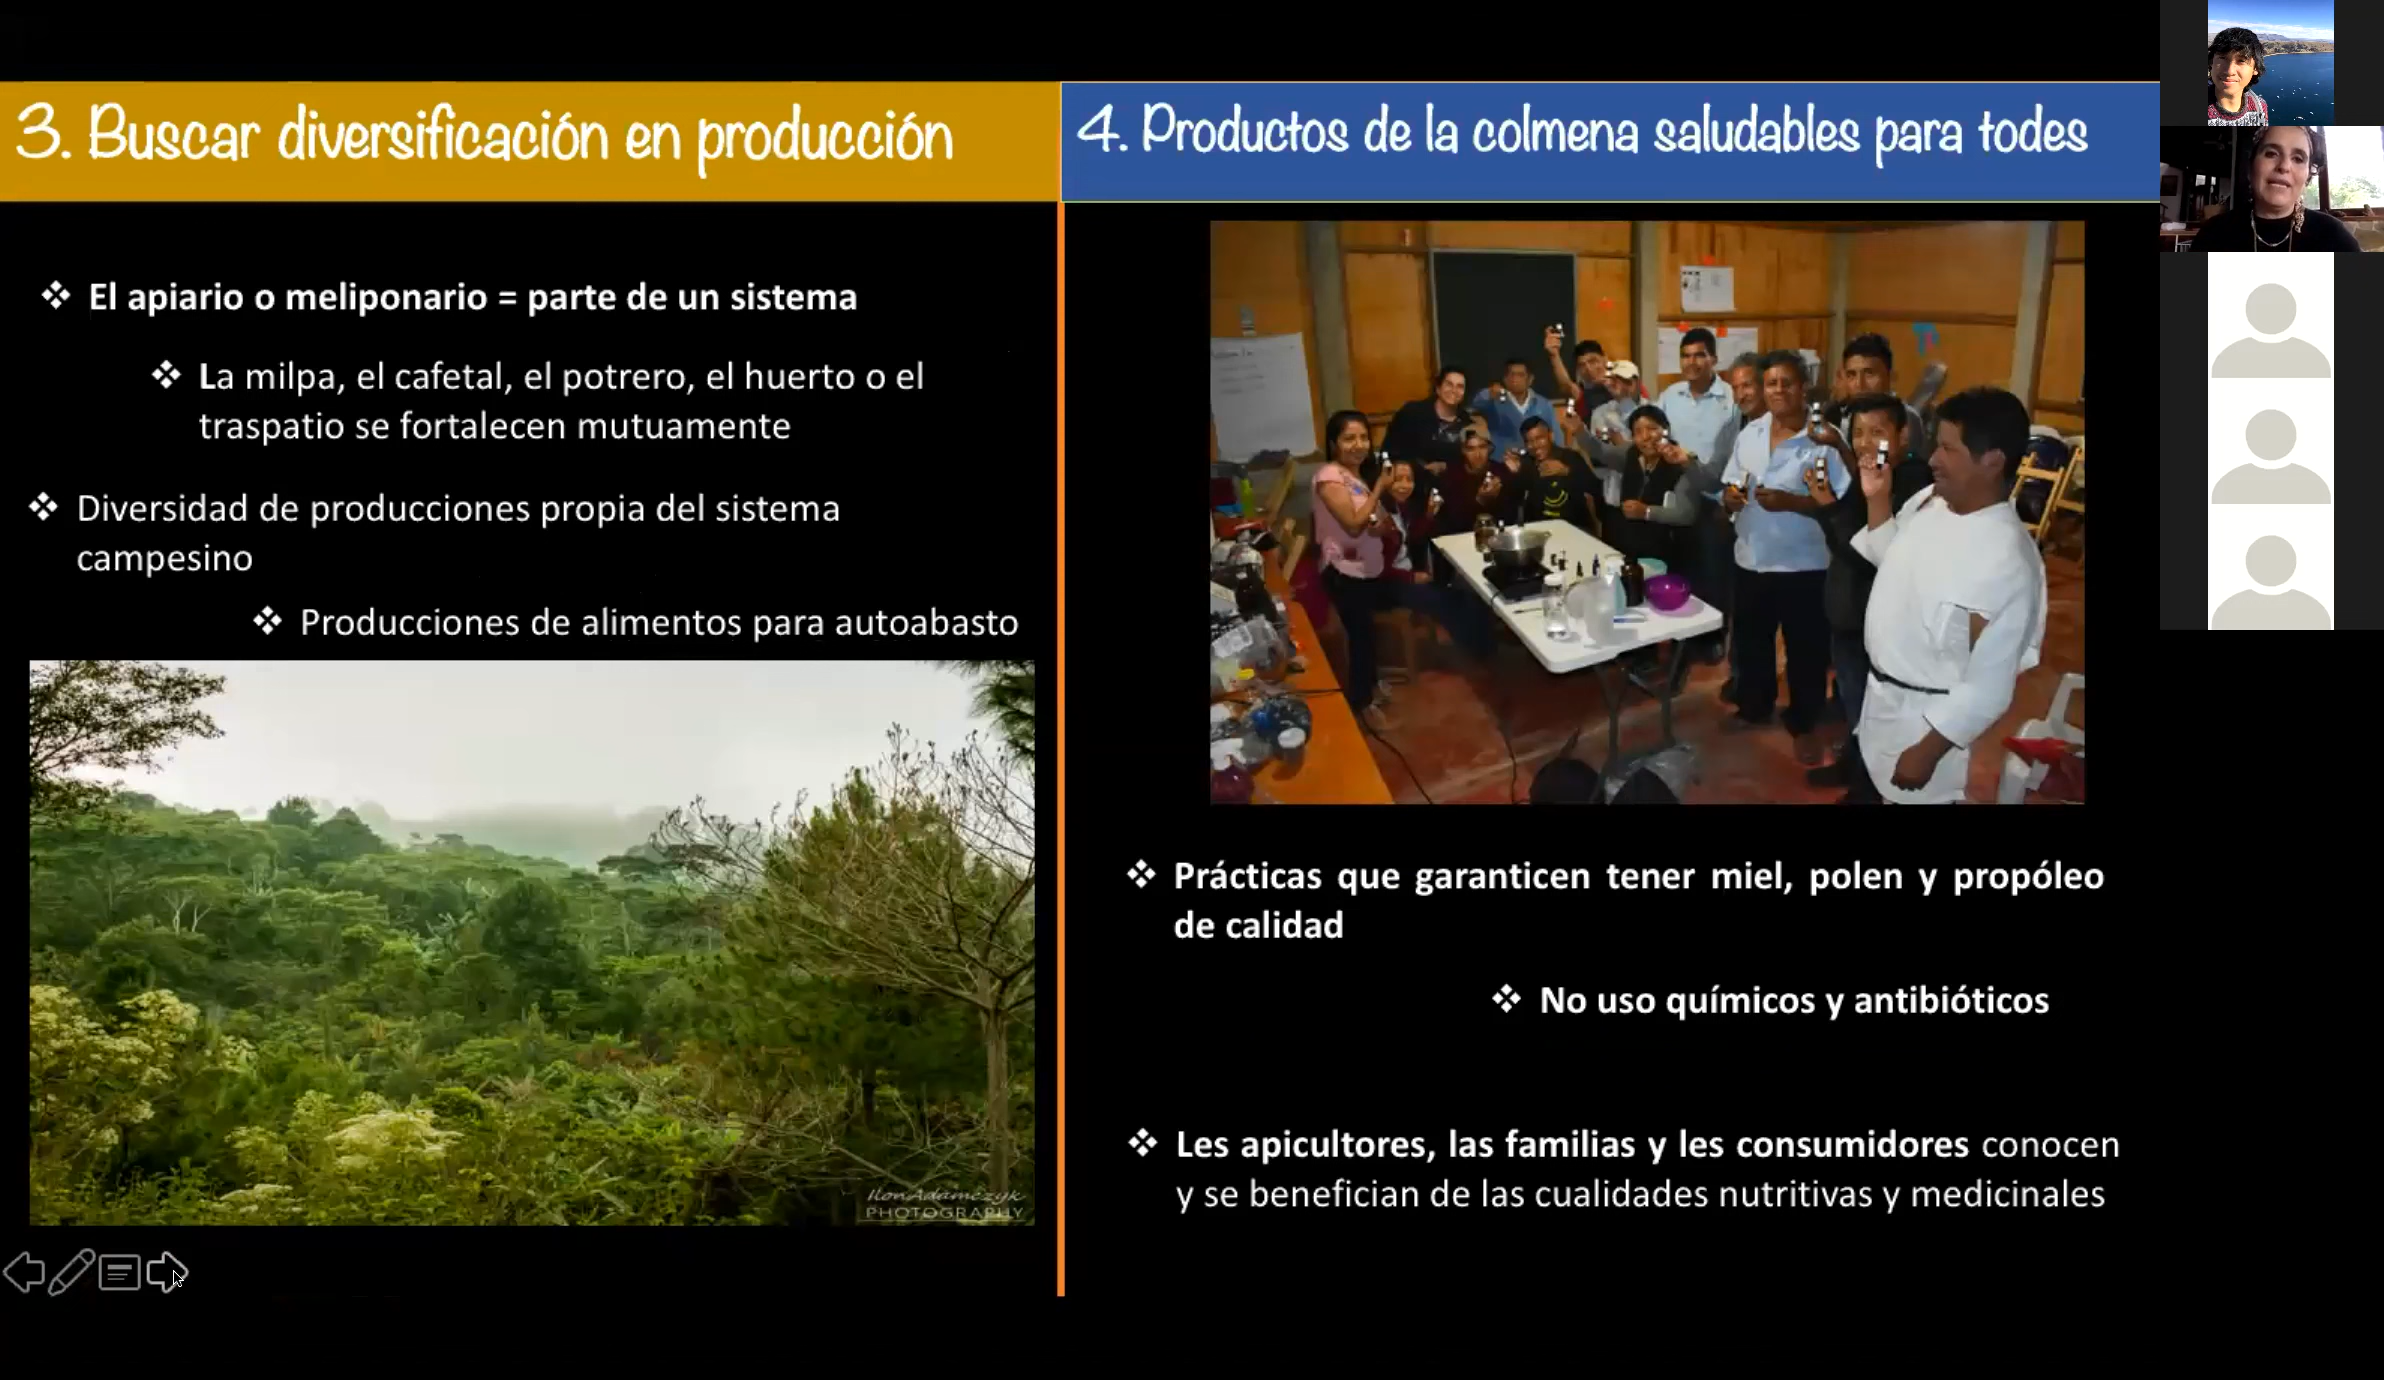 3. Buscar diversificación en producción
❖ El apiario o meliponario = parte de un sistema
❖ La milpa, el cafetal, el potrero, el huerto o el
traspatio se fortalecen mutuamente
❖ Diversidad de producciones propia del sistema
campesino
❖ Producciones de alimentos para autoabasto
IlonAdamczyk
PHOTOGRAPHY
4. Productos de la colmena saludables para todes
❖ Prácticas que garanticen tener miel, polen y propóleo
de calidad
❖ No uso químicos y antibióticos
❖ Les apicultores, las familias y les consumidores conocen
y se benefician de las cualidades nutritivas y medicinales